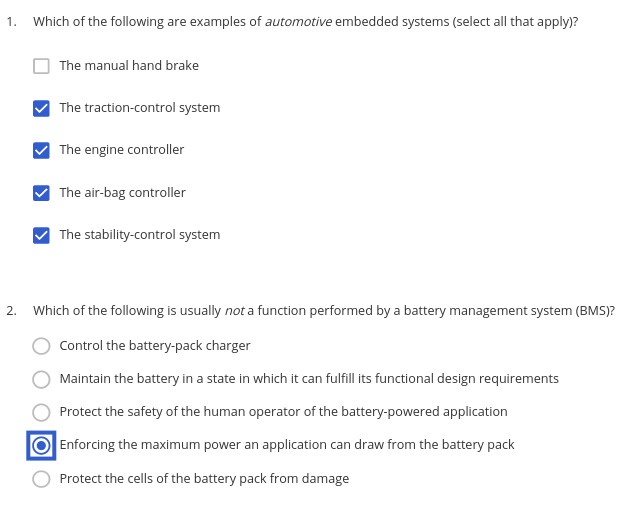 1. Which of the following are examples of automotive embedded systems (select all that apply)?
The manual hand brake
The traction-control system
The engine controller
The air-bag controller
The stability-control system
2. Which of the following is usually not a function performed by a battery management system (BMS)?
Control the battery-pack charger
Maintain the battery in a state in which it can fulfill its functional design requirements
Protect the safety of the human operator of the battery-powered application
Enforcing the maximum power an application can draw from the battery pack
Protect the cells of the battery pack from damage